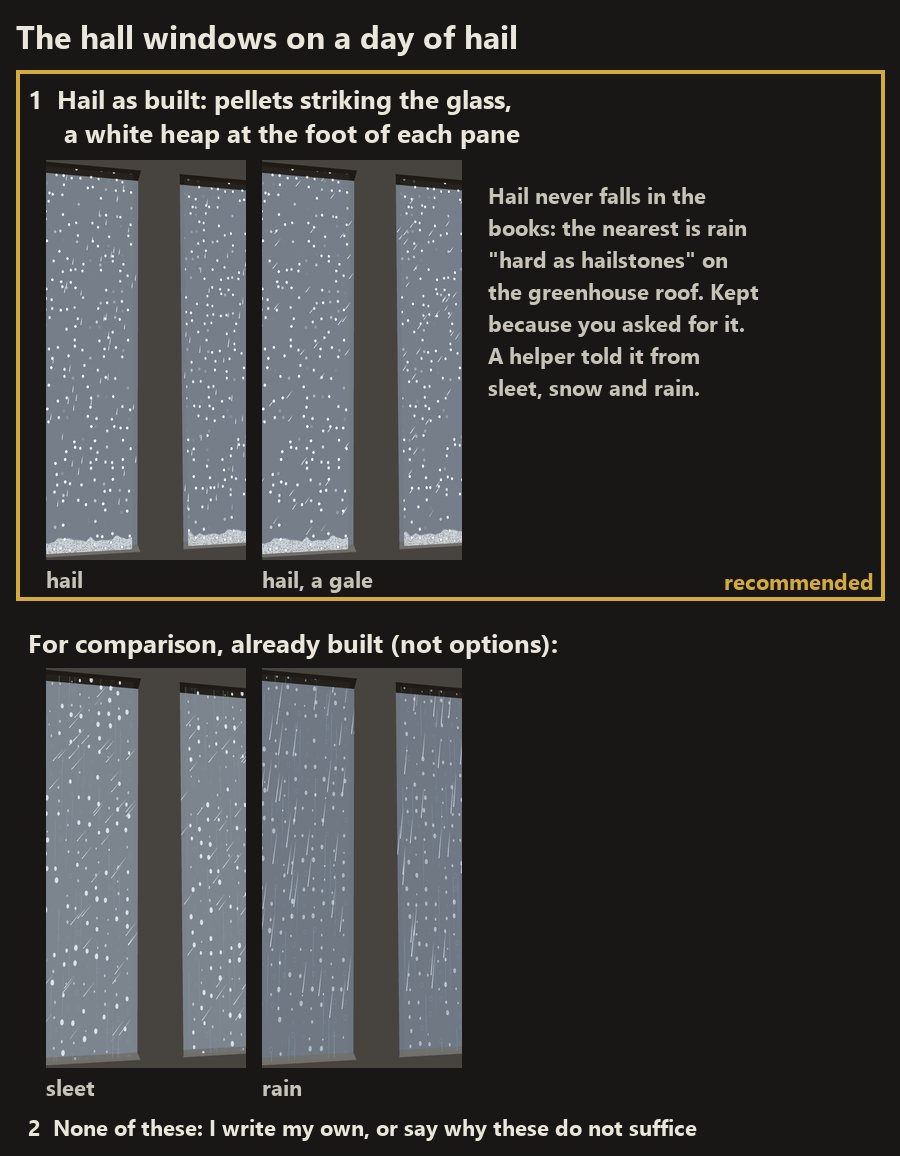 The hall windows on a day of hail
1 Hail as built: pellets striking the glass,
a white heap at the foot of each pane
Hail never falls in the
books: the nearest is rain
"hard as hailstones" on
the greenhouse roof. Kept
because you asked for it.
A helper told it from
sleet, snow and rain.
hail
hail, a gale
recommended
For comparison, already built (not options):
sleet
rain
2 None of these: I write my own, or say why these do not suffice